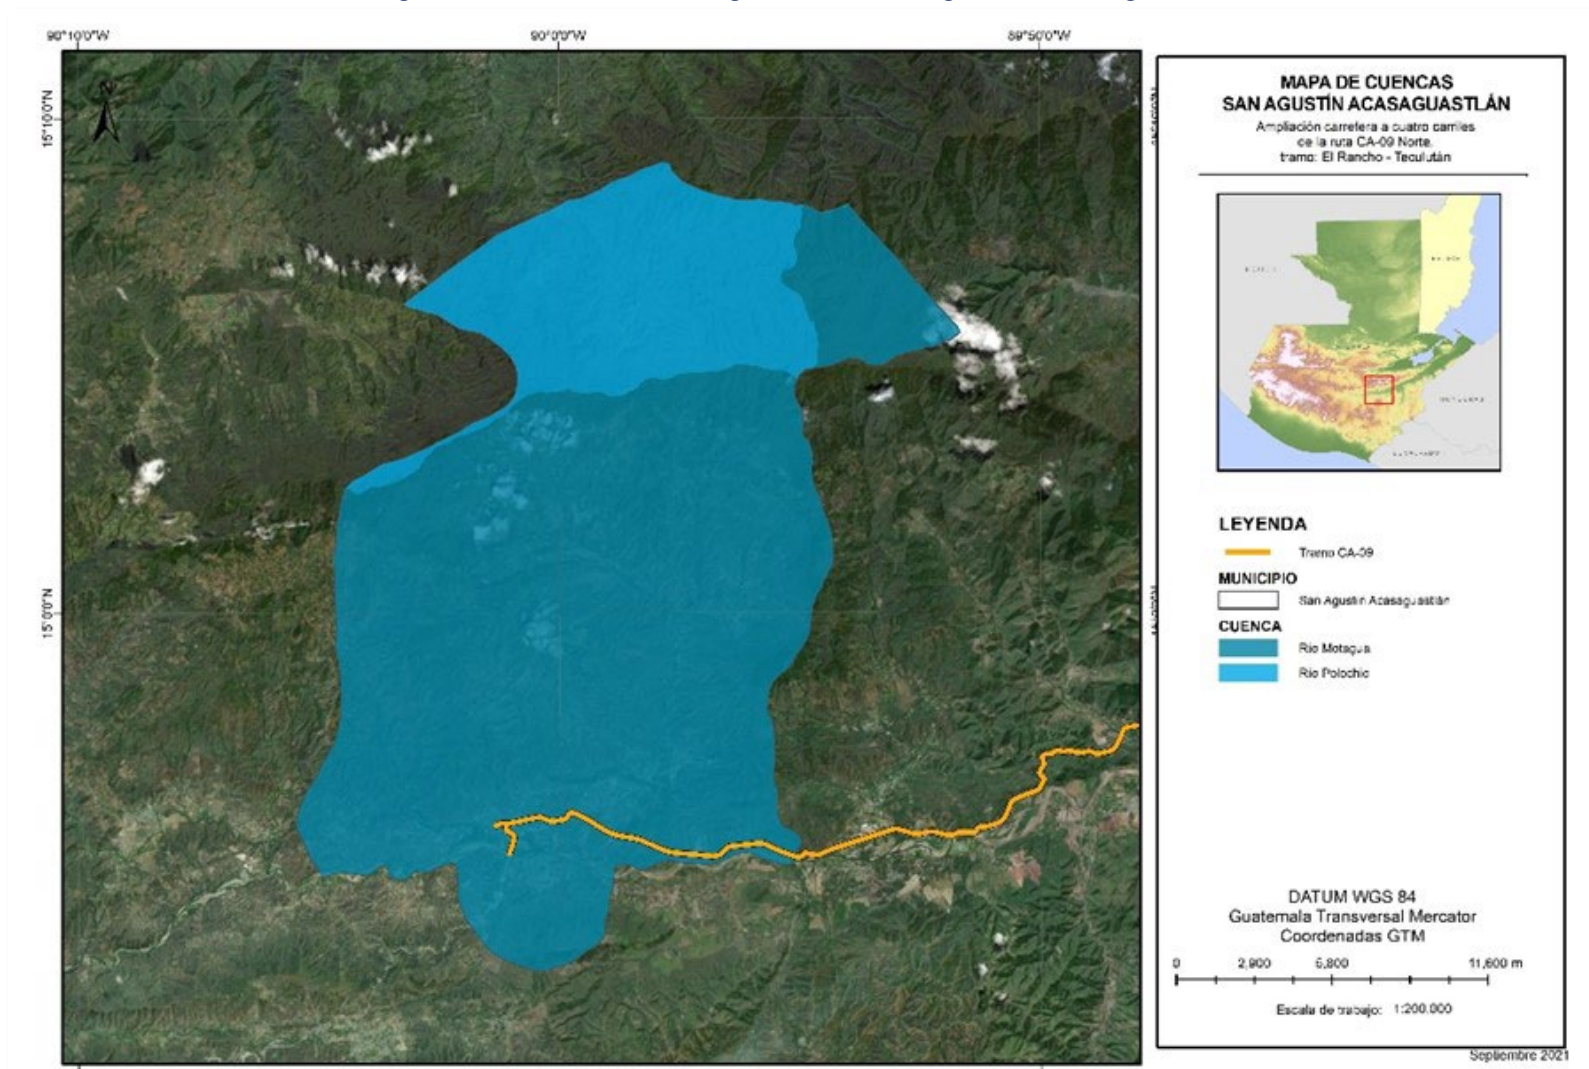 90°10'0"W
90°0'0"W
89°50'0"W
15°10'0"N
15°0'0"N
N
MAPA DE CUENCAS
SAN AGUSTÍN ACASAGUASTLÁN
Ampliación carretera a cuatro carriles
de la ruta CA-09 Norte,
tramo: El Rancho - Teculután
LEYENDA
Tramo CA-09
MUNICIPIO
San Agustín Acasaguastlán
CUENCA
Río Motagua
Río Polochic
DATUM WGS 84
Guatemala Transversal Mercator
Coordenadas GTM
0 2,900 5,800 11,600 m
Escala de trabajo: 1:200,000
Septiembre 2021